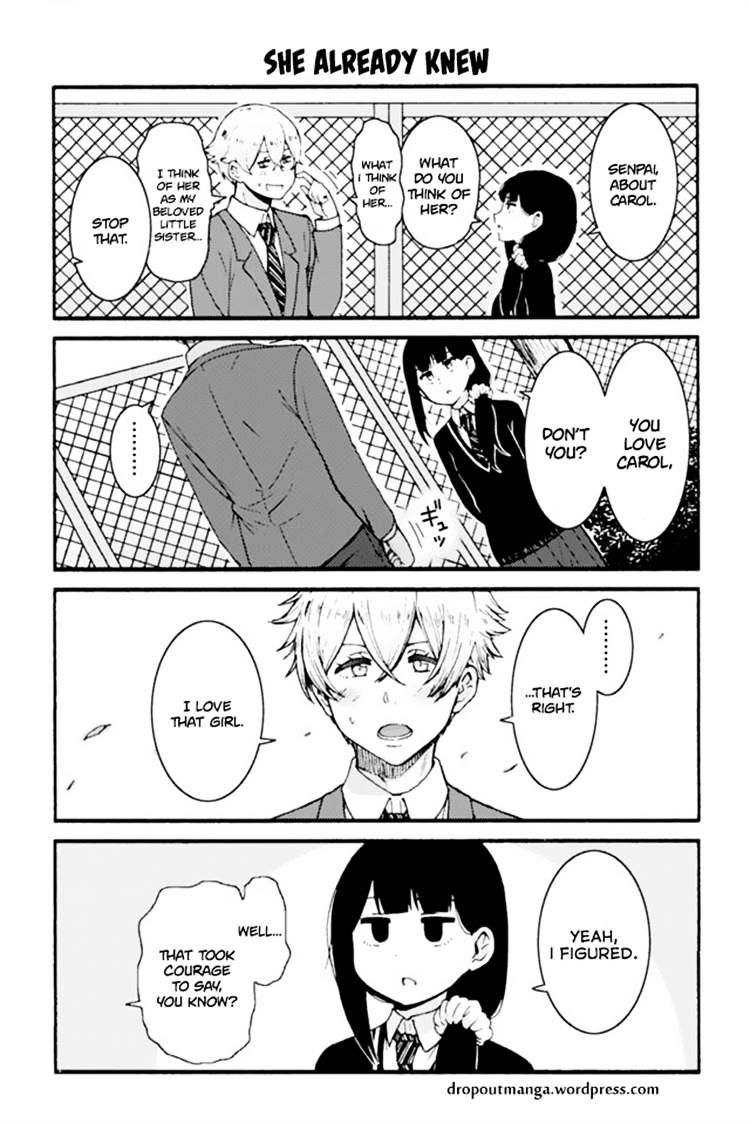 SHE ALREADY KNEW
SENPAI,
ABOUT
CAROL.
WHAT
DO YOU
THINK OF
HER?
WHAT
I THINK
OF
HER...
I THINK
OF HER
AS MY
BELOVED
LITTLE
SISTER...
STOP
THAT.
YOU
LOVE
CAROL,
DON'T
YOU?
ギュッ
.........
.........
...THAT'S
RIGHT.
I LOVE
THAT GIRL.
YEAH,
I FIGURED.
WELL...
THAT TOOK
COURAGE
TO SAY,
YOU KNOW?
dropoutmanga.wordpress.com